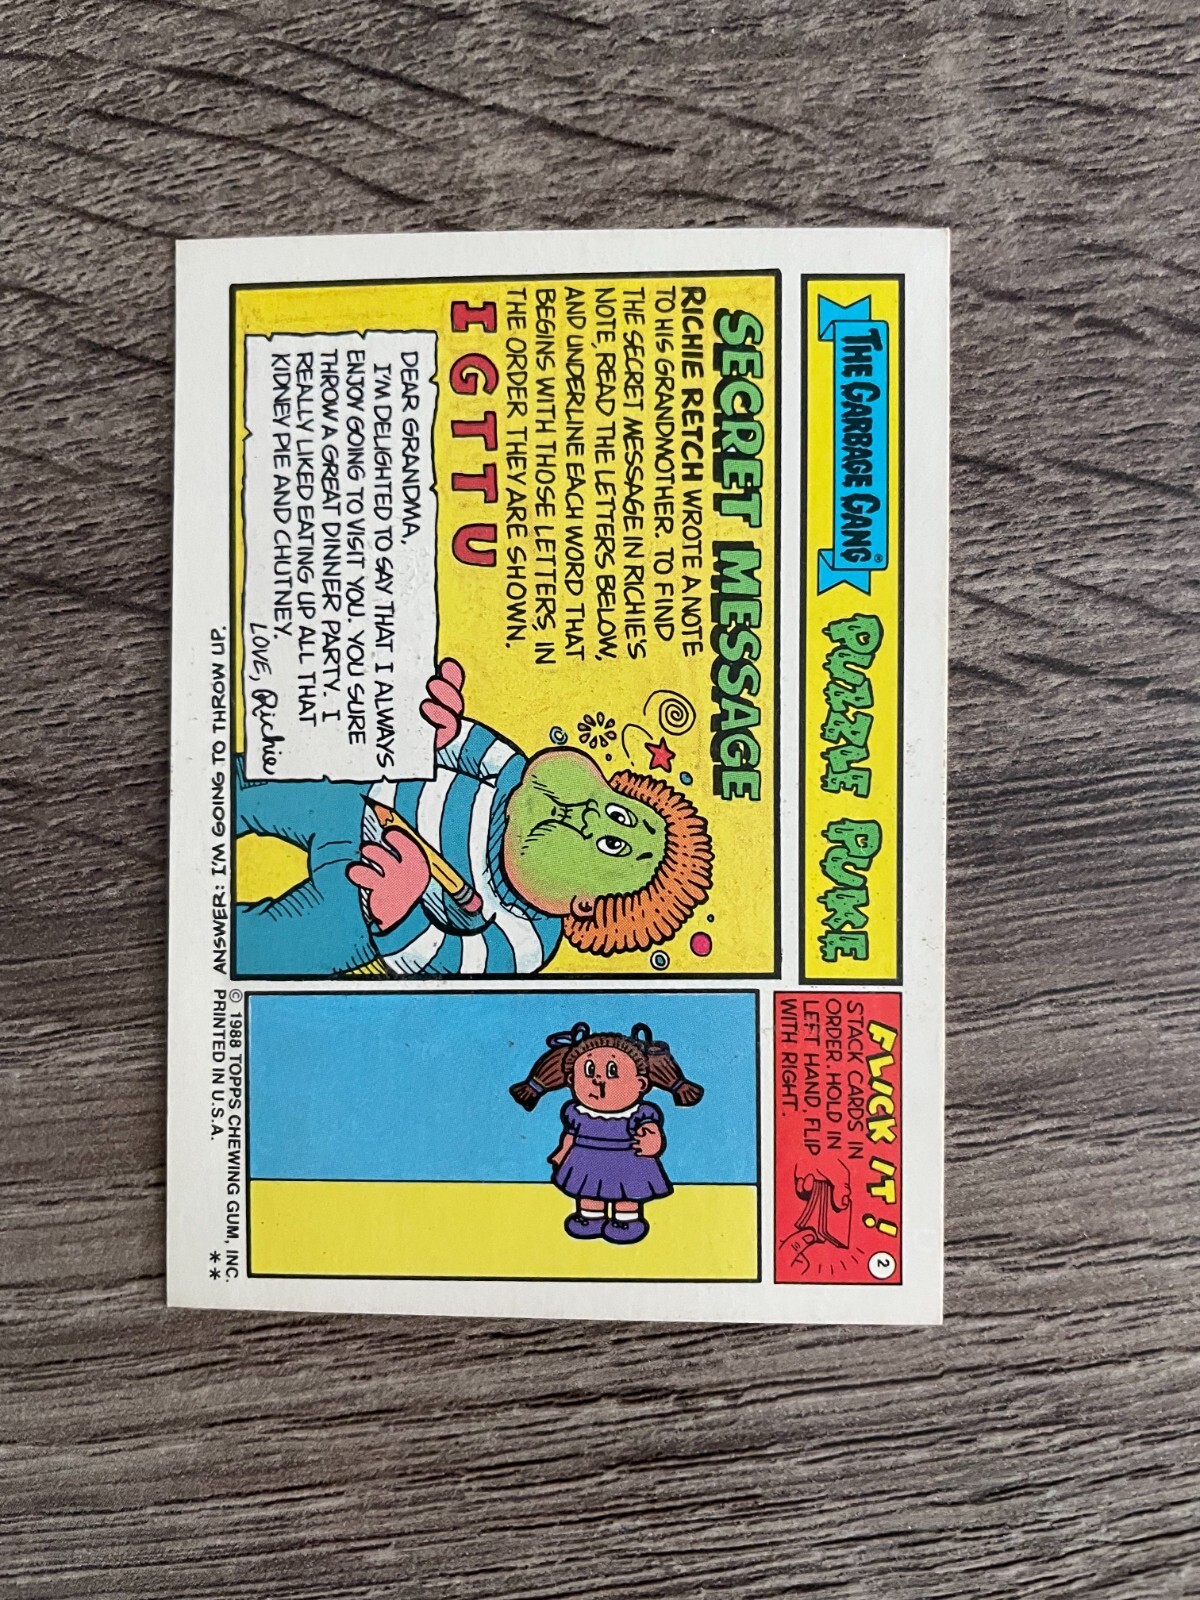 THE GARBAGE GANG®
PUZZLE PUKE
FLICK IT!
2
STACK CARDS IN
ORDER. HOLD IN
LEFT HAND, FLIP
WITH RIGHT.
SECRET MESSAGE
RICHIE RETCH WROTE A NOTE
TO HIS GRANDMOTHER. TO FIND
THE SECRET MESSAGE IN RICHIE'S
NOTE, READ THE LETTERS BELOW,
AND UNDERLINE EACH WORD THAT
BEGINS WITH THOSE LETTERS, IN
THE ORDER THEY ARE SHOWN.
I G T T U
DEAR GRANDMA,
I'M DELIGHTED TO SAY THAT I ALWAYS
ENJOY GOING TO VISIT YOU. YOU SURE
THROW A GREAT DINNER PARTY. I
REALLY LIKED EATING UP ALL THAT
KIDNEY PIE AND CHUTNEY.
LOVE, Richie
ANSWER: I'M GOING TO THROW UP.
© 1988 TOPPS CHEWING GUM, INC.
PRINTED IN U.S.A.
**